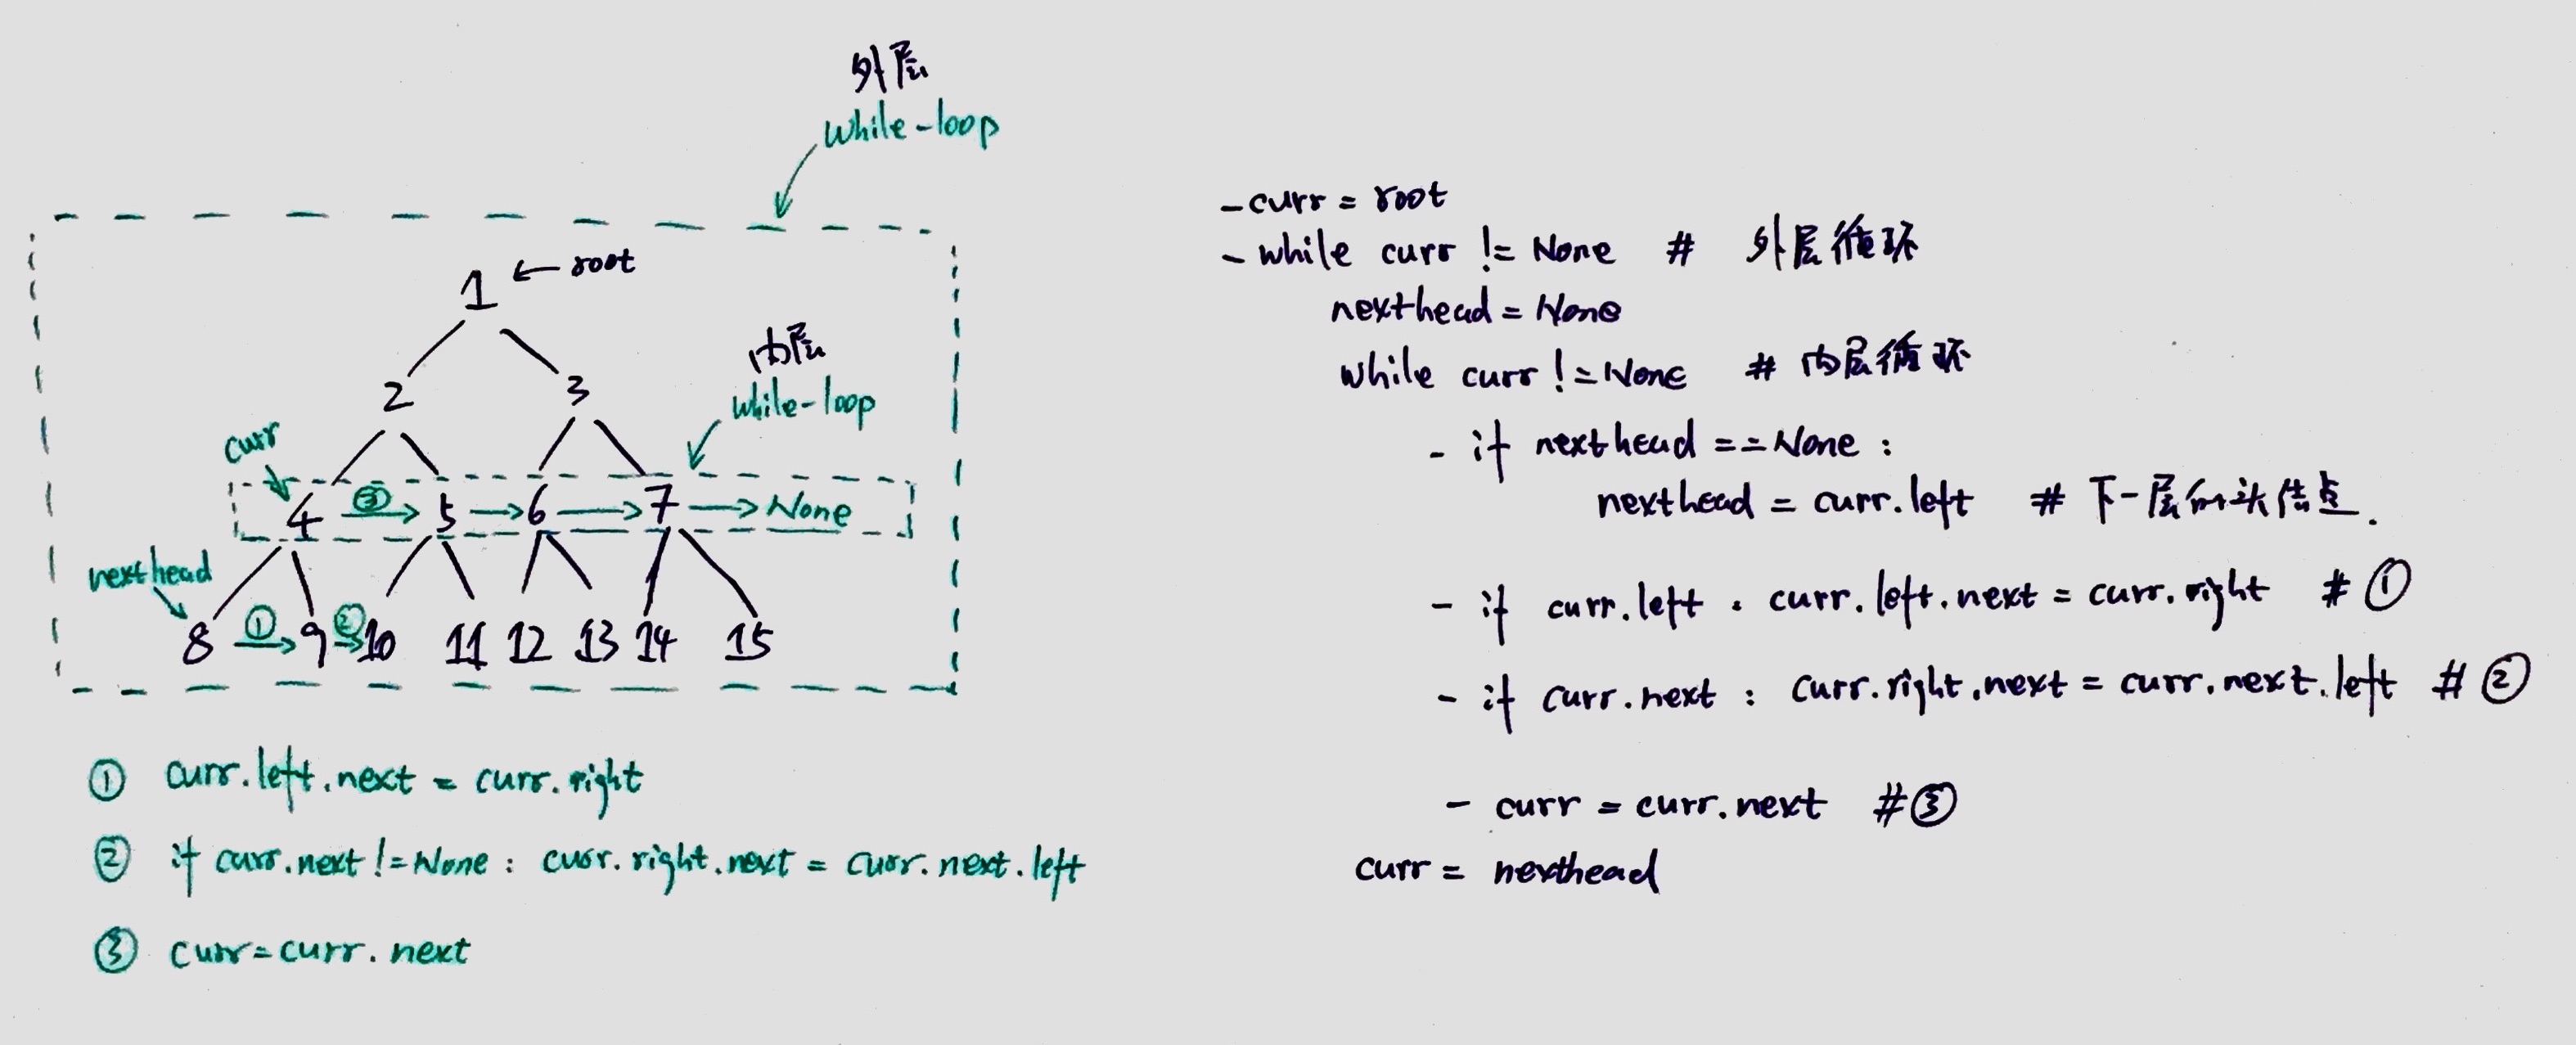 外层
while-loop
1 ← root
内层
while-loop
2 3
curr
4 ③ → 5 → 6 → 7 → None
nexthead
8 ① → 9 ② → 10 11 12 13 14 15
① curr.left.next = curr.right
② if curr.next != None : curr.right.next = curr.next.left
③ curr = curr.next
- curr = root
- while curr != None # 外层循环
nexthead = None
while curr != None # 内层循环
- if nexthead == None :
nexthead = curr.left # 下一层的头结点.
- if curr.left . curr.left.next = curr.right # ①
- if curr.next : curr.right.next = curr.next.left # ②
- curr = curr.next # ③
curr = nexthead